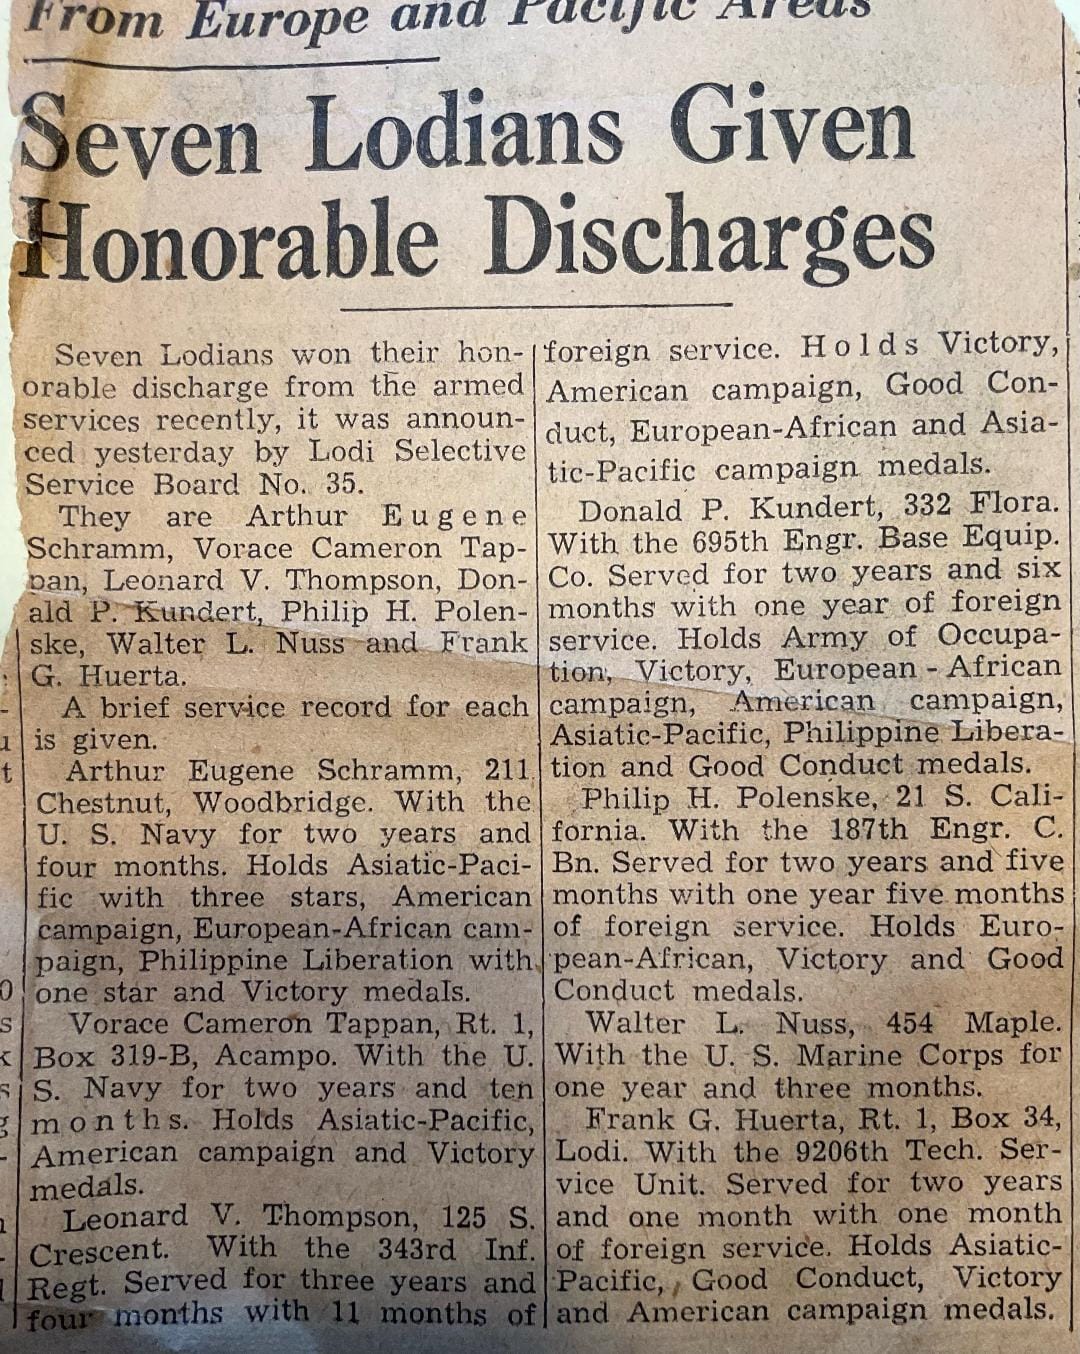 From Europe and Pacific Areas
Seven Lodians Given
Honorable Discharges
Seven Lodians won their hon-
orable discharge from the armed
services recently, it was announ-
ced yesterday by Lodi Selective
Service Board No. 35.
They are Arthur Eugene
Schramm, Vorace Cameron Tap-
pan, Leonard V. Thompson, Don-
ald P. Kundert, Philip H. Polen-
ske, Walter L. Nuss and Frank
G. Huerta.
A brief service record for each
is given.
Arthur Eugene Schramm, 211
Chestnut, Woodbridge. With the
U. S. Navy for two years and
four months. Holds Asiatic-Paci-
fic with three stars, American
campaign, European-African cam-
paign, Philippine Liberation with
one star and Victory medals.
Vorace Cameron Tappan, Rt. 1,
Box 319-B, Acampo. With the U.
S. Navy for two years and ten
months. Holds Asiatic-Pacific,
American campaign and Victory
medals.
Leonard V. Thompson, 125 S.
Crescent. With the 343rd Inf.
Regt. Served for three years and
four months with 11 months of
foreign service. Holds Victory,
American campaign, Good Con-
duct, European-African and Asia-
tic-Pacific campaign medals.
Donald P. Kundert, 332 Flora.
With the 695th Engr. Base Equip.
Co. Served for two years and six
months with one year of foreign
service. Holds Army of Occupa-
tion, Victory, European - African
campaign, American campaign,
Asiatic-Pacific, Philippine Libera-
tion and Good Conduct medals.
Philip H. Polenske, 21 S. Cali-
fornia. With the 187th Engr. C.
Bn. Served for two years and five
months with one year five months
of foreign service. Holds Euro-
pean-African, Victory and Good
Conduct medals.
Walter L. Nuss, 454 Maple.
With the U. S. Marine Corps for
one year and three months.
Frank G. Huerta, Rt. 1, Box 34,
Lodi. With the 9206th Tech. Ser-
vice Unit. Served for two years
and one month with one month
of foreign service. Holds Asiatic-
Pacific, Good Conduct, Victory
and American campaign medals.